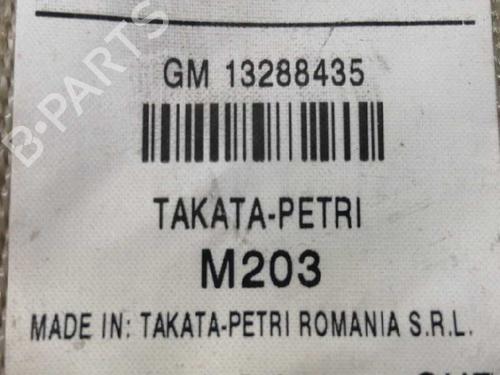 GM 13288435
TAKATA-PETRI
M203
MADE IN: TAKATA-PETRI ROMANIA S.R.L.
B-PARTS